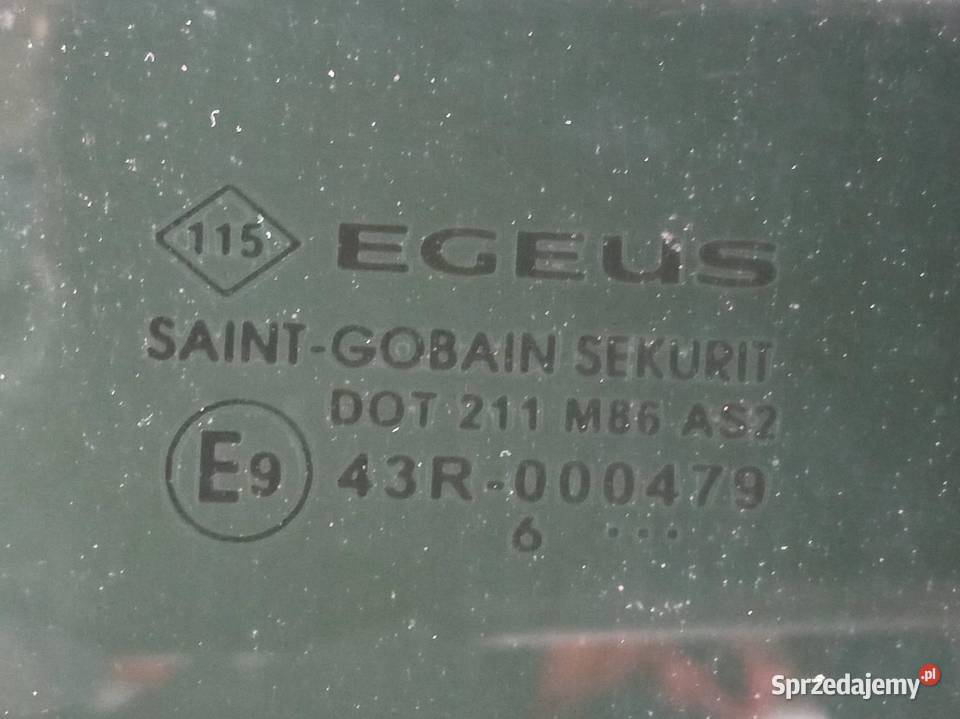 115 EGEUS
SAINT-GOBAIN SEKURIT
DOT 211 M86 AS2
E9 43R-000479
6 ...
Sprzedajemy.pl